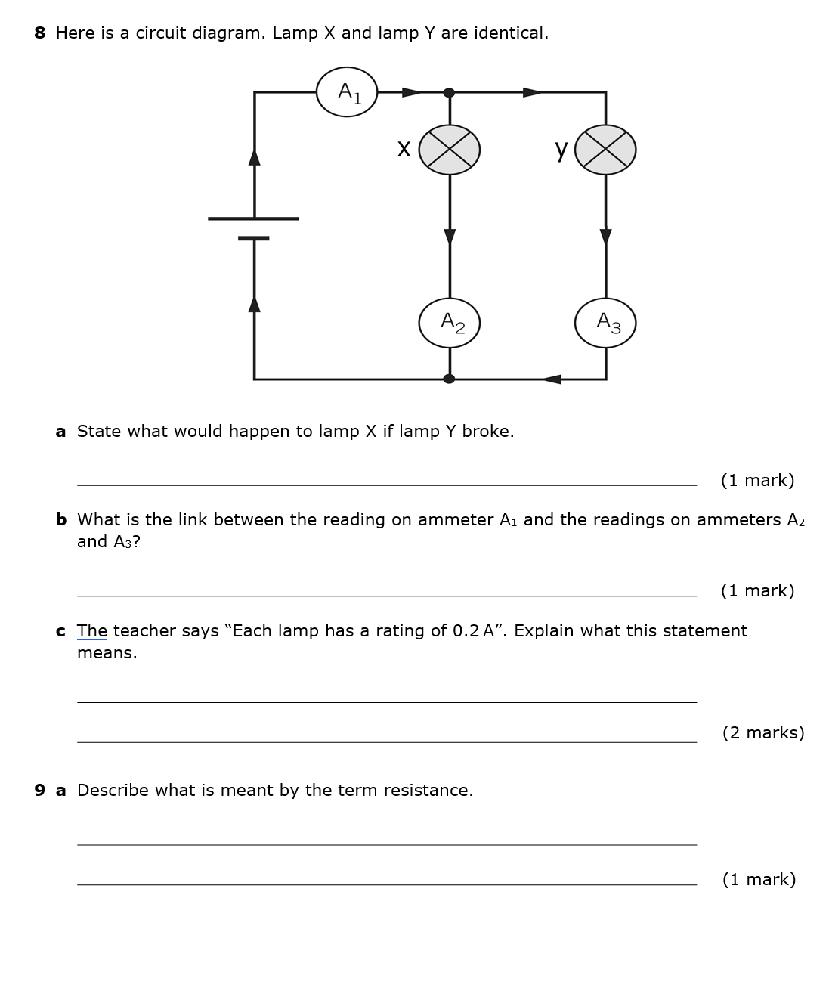 8 Here is a circuit diagram. Lamp X and lamp Y are identical.
A1
X
y
A2
A3
a State what would happen to lamp X if lamp Y broke.
(1 mark)
b What is the link between the reading on ammeter A1 and the readings on ammeters A2
and A3?
(1 mark)
c The teacher says “Each lamp has a rating of 0.2 A”. Explain what this statement
means.
(2 marks)
9 a Describe what is meant by the term resistance.
(1 mark)